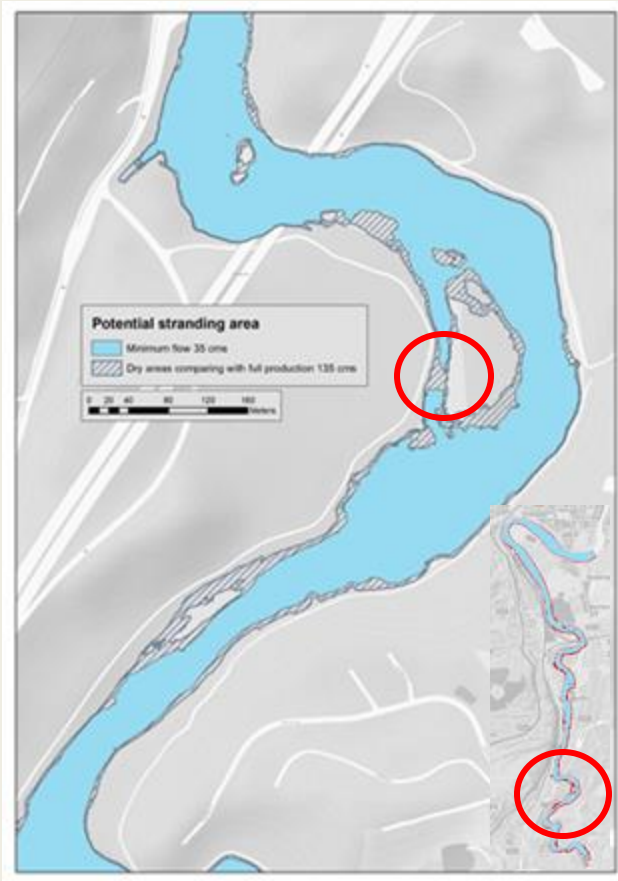 Potential stranding area
Minimum flow 35 cms
Dry areas comparing with full production 135 cms
0 20 40 80 120 160
Meters